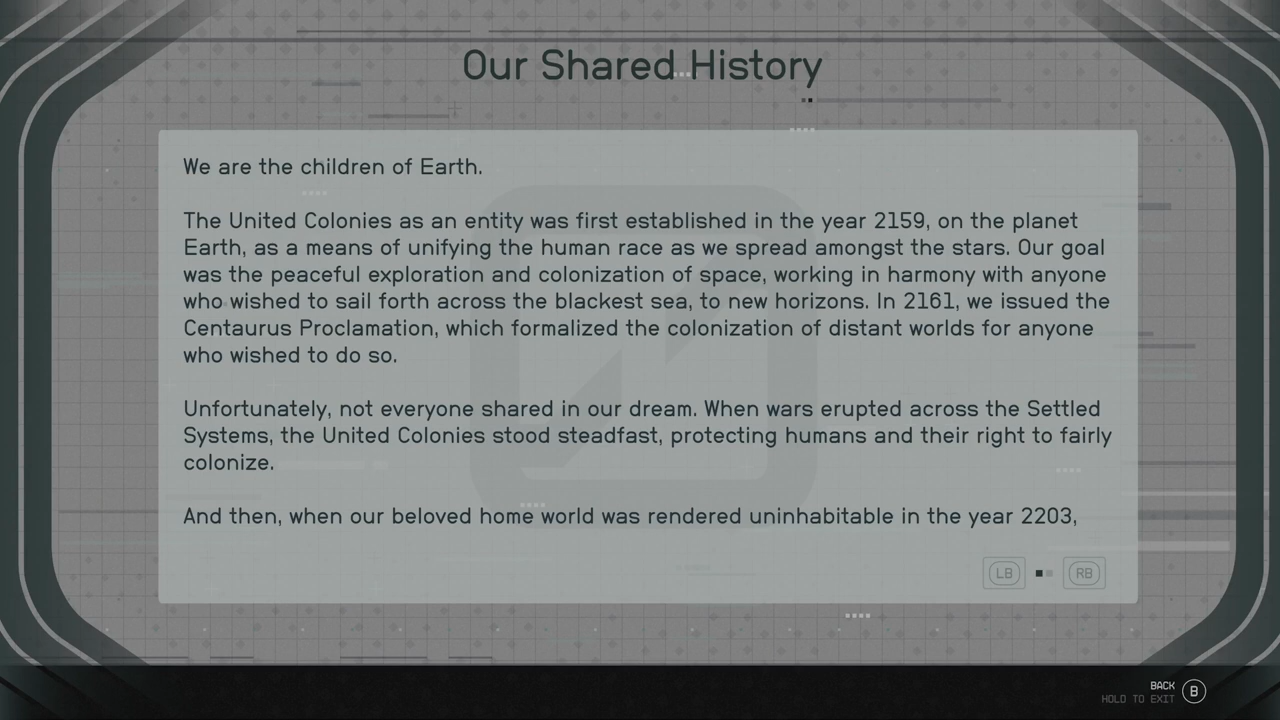 Our Shared History
We are the children of Earth.
The United Colonies as an entity was first established in the year 2159, on the planet
Earth, as a means of unifying the human race as we spread amongst the stars. Our goal
was the peaceful exploration and colonization of space, working in harmony with anyone
who wished to sail forth across the blackest sea, to new horizons. In 2161, we issued the
Centaurus Proclamation, which formalized the colonization of distant worlds for anyone
who wished to do so.
Unfortunately, not everyone shared in our dream. When wars erupted across the Settled
Systems, the United Colonies stood steadfast, protecting humans and their right to fairly
colonize.
And then, when our beloved home world was rendered uninhabitable in the year 2203,
LB RB
BACK B
HOLD TO EXIT